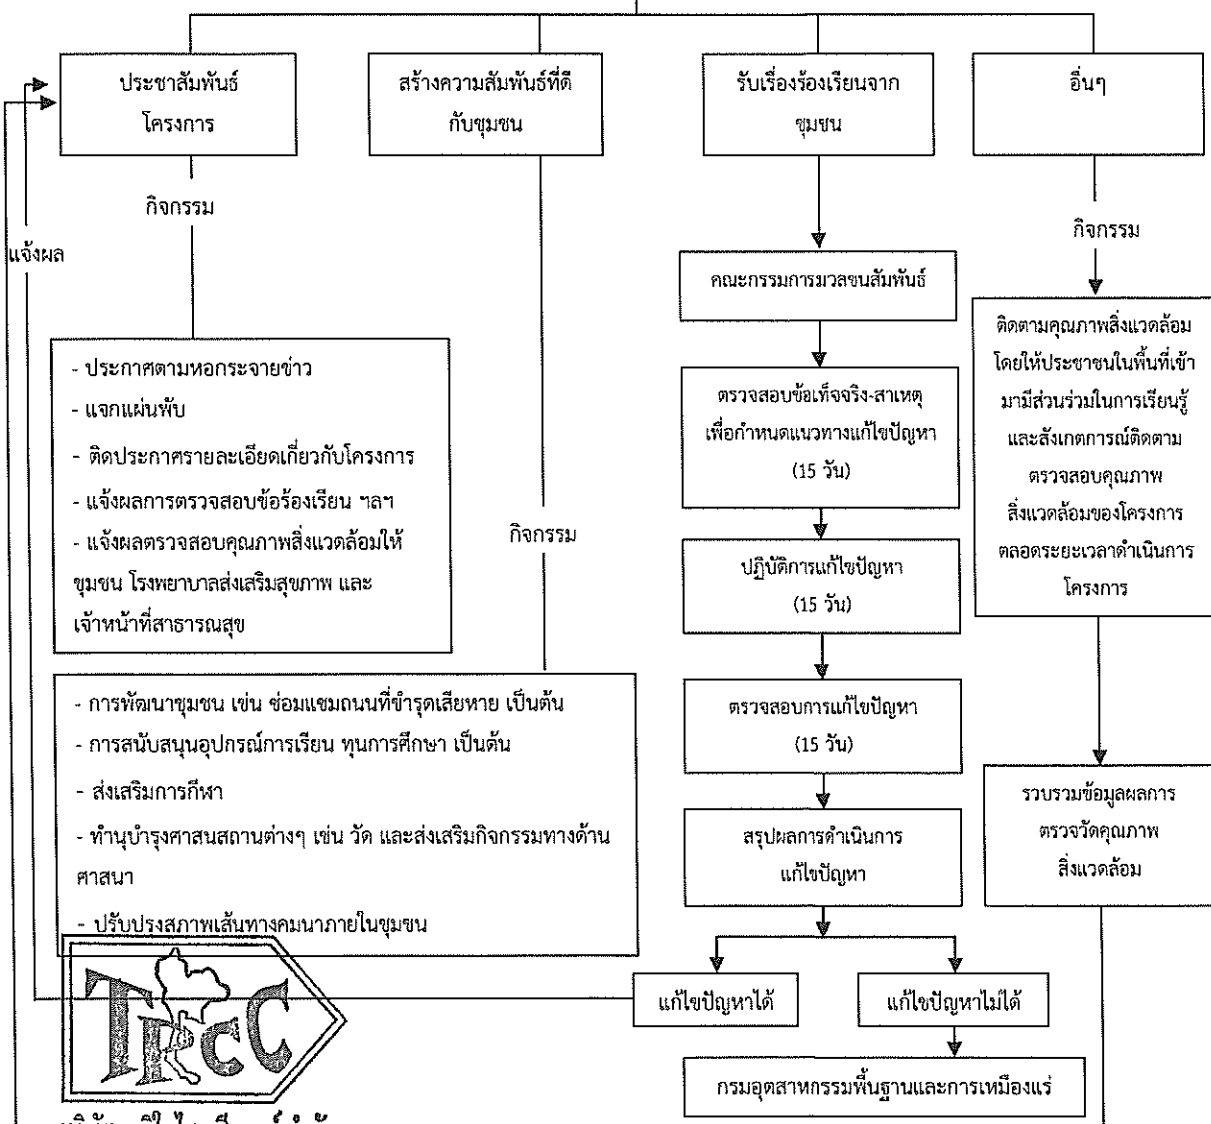 ประชาสัมพันธ์
โครงการ
สร้างความสัมพันธ์ที่ดี
กับชุมชน
รับเรื่องร้องเรียนจาก
ชุมชน
อื่นๆ
กิจกรรม
แจ้งผล
- ประกาศตามหอกระจายข่าว
- แจกแผ่นพับ
- ติดประกาศรายละเอียดเกี่ยวกับโครงการ
- แจ้งผลการตรวจสอบข้อร้องเรียน ฯลฯ
- แจ้งผลตรวจสอบคุณภาพสิ่งแวดล้อมให้
ชุมชน โรงพยาบาลส่งเสริมสุขภาพ และ
เจ้าหน้าที่สาธารณสุข
กิจกรรม
- การพัฒนาชุมชน เช่น ซ่อมแซมถนนที่ชำรุดเสียหาย เป็นต้น
- การสนับสนุนอุปกรณ์การเรียน ทุนการศึกษา เป็นต้น
- ส่งเสริมการกีฬา
- ทำนุบำรุงศาสนสถานต่างๆ เช่น วัด และส่งเสริมกิจกรรมทางด้าน
ศาสนา
- ปรับปรุงสภาพเส้นทางคมนาภายในชุมชน
คณะกรรมการมวลชนสัมพันธ์
ตรวจสอบข้อเท็จจริง-สาเหตุ
เพื่อกำหนดแนวทางแก้ไขปัญหา
(15 วัน)
ปฏิบัติการแก้ไขปัญหา
(15 วัน)
ตรวจสอบการแก้ไขปัญหา
(15 วัน)
สรุปผลการดำเนินการ
แก้ไขปัญหา
แก้ไขปัญหาได้
แก้ไขปัญหาไม่ได้
กรมอุตสาหกรรมพื้นฐานและการเหมืองแร่
กิจกรรม
ติดตามคุณภาพสิ่งแวดล้อม
โดยให้ประชาชนในพื้นที่เข้า
มามีส่วนร่วมในการเรียนรู้
และสังเกตการณ์ติดตาม
ตรวจสอบคุณภาพ
สิ่งแวดล้อมของโครงการ
ตลอดระยะเวลาดำเนินการ
โครงการ
รวบรวมข้อมูลผลการ
ตรวจวัดคุณภาพ
สิ่งแวดล้อม
TPCC